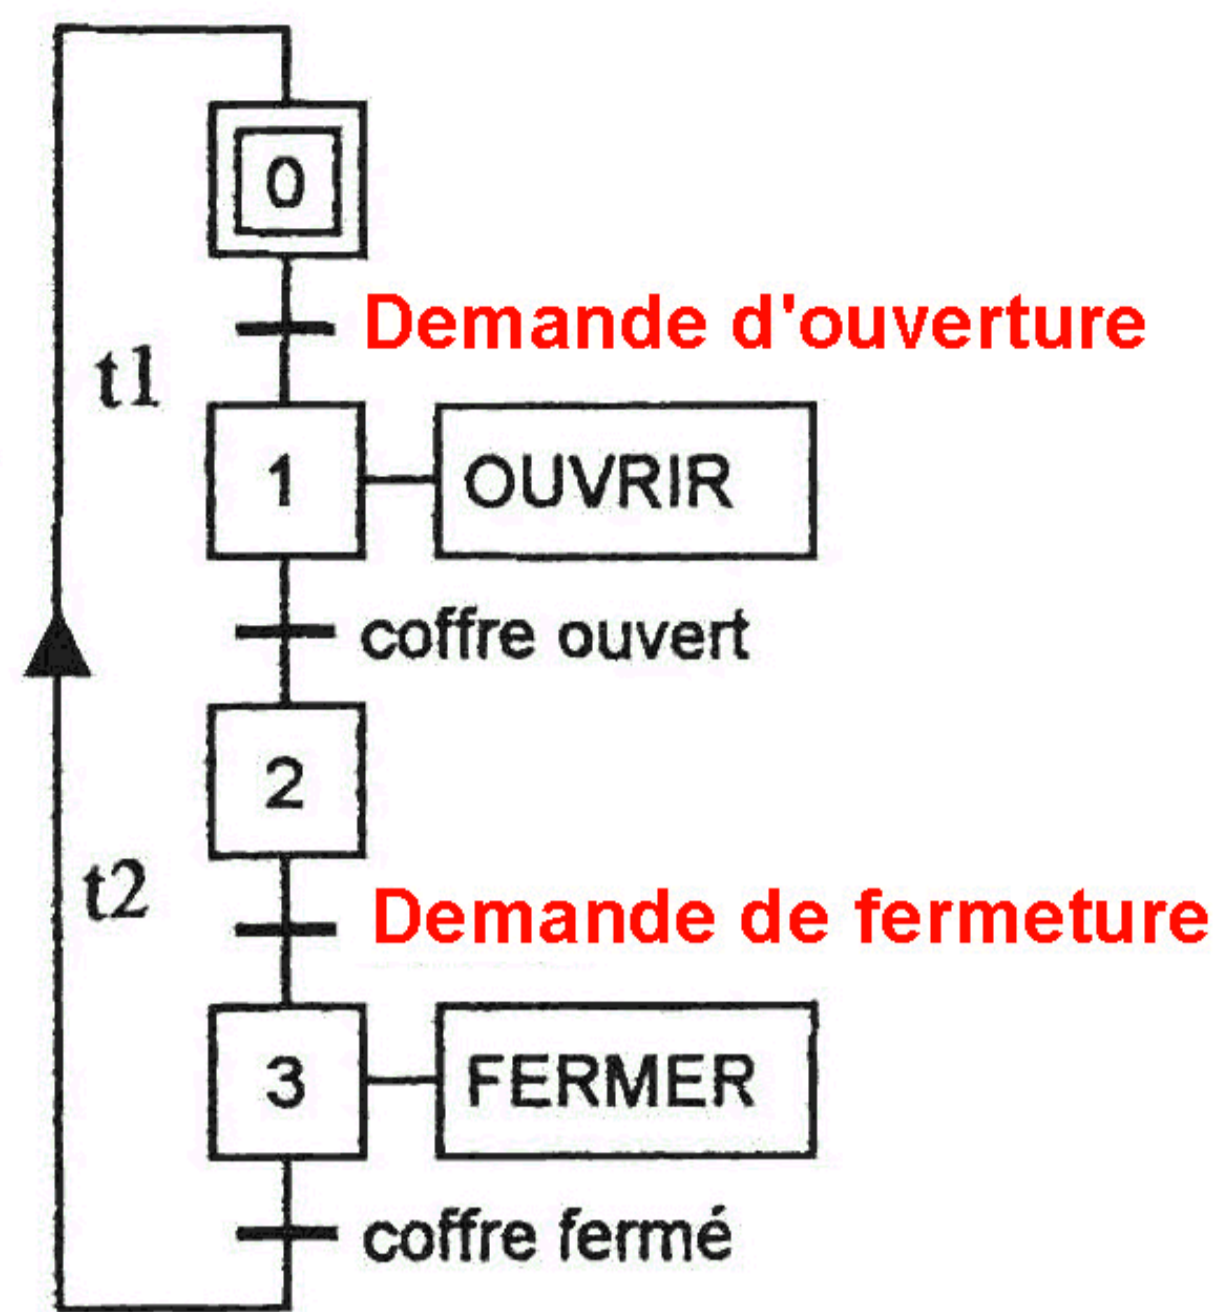 0
Demande d'ouverture
t1
1
OUVRIR
coffre ouvert
2
t2
Demande de fermeture
3
FERMER
coffre fermé